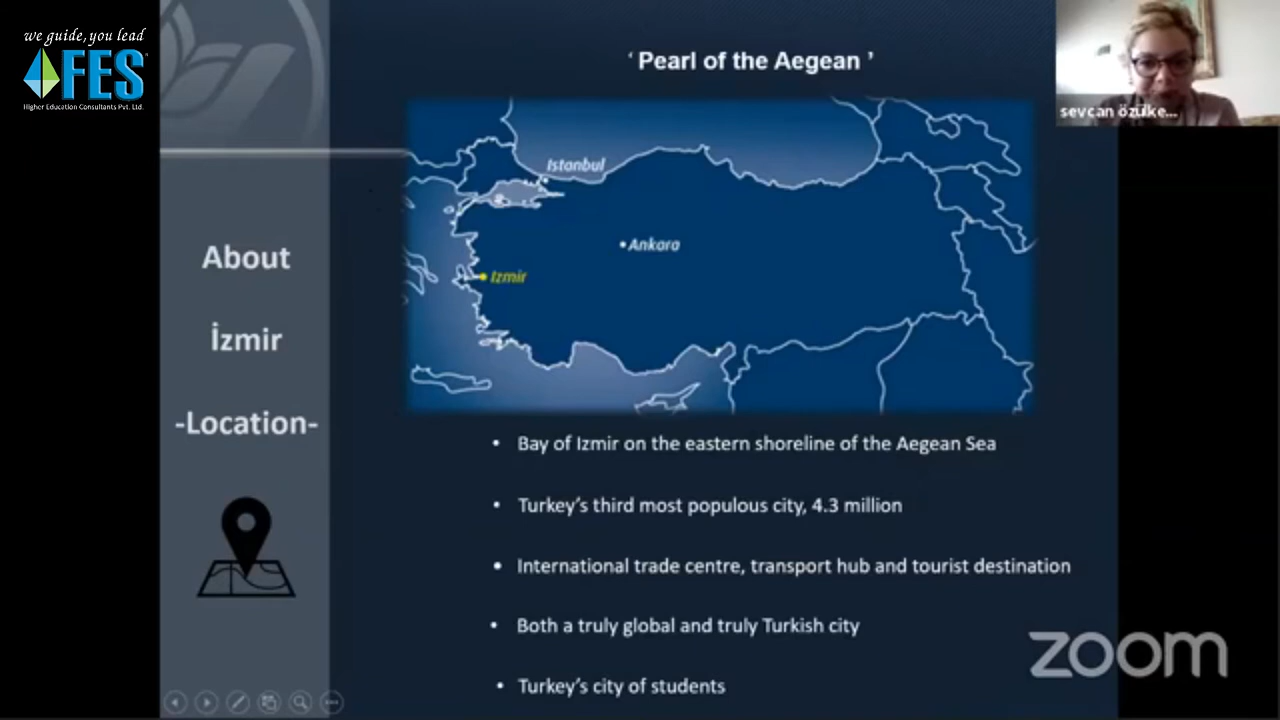 we guide, you lead
FES
Higher Education Consultants Pvt. Ltd.
‘ Pearl of the Aegean ’
sevcan özülke...
Istanbul
Ankara
Izmir
About
İzmir
-Location-
• Bay of Izmir on the eastern shoreline of the Aegean Sea
• Turkey’s third most populous city, 4.3 million
• International trade centre, transport hub and tourist destination
• Both a truly global and truly Turkish city
• Turkey’s city of students
zoom